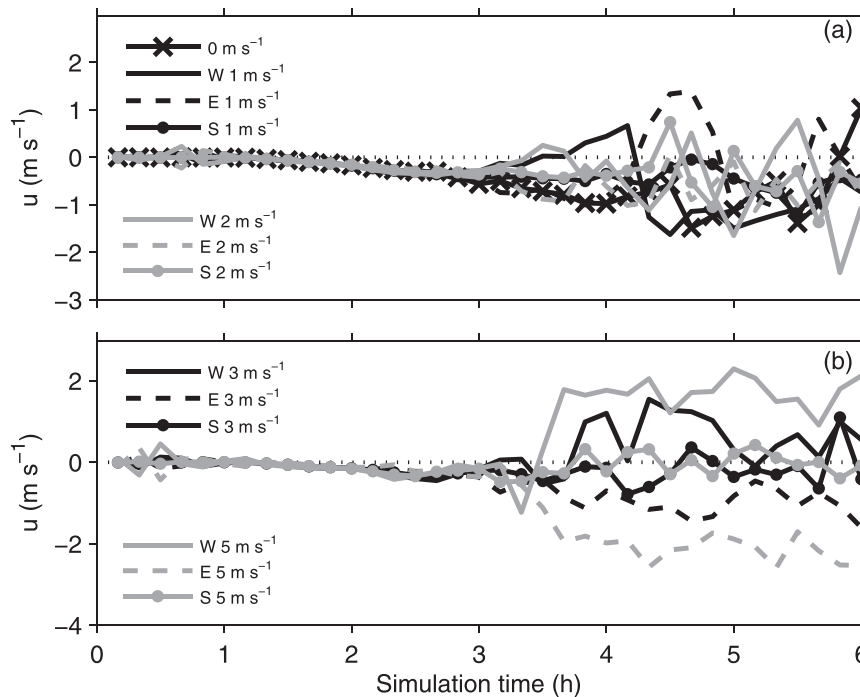 (a)
2
1
0
−1
−2
−3
u (m s⁻¹)
0 m s⁻¹
W 1 m s⁻¹
E 1 m s⁻¹
S 1 m s⁻¹
W 2 m s⁻¹
E 2 m s⁻¹
S 2 m s⁻¹
(b)
2
0
−2
−4
u (m s⁻¹)
W 3 m s⁻¹
E 3 m s⁻¹
S 3 m s⁻¹
W 5 m s⁻¹
E 5 m s⁻¹
S 5 m s⁻¹
0 1 2 3 4 5 6
Simulation time (h)